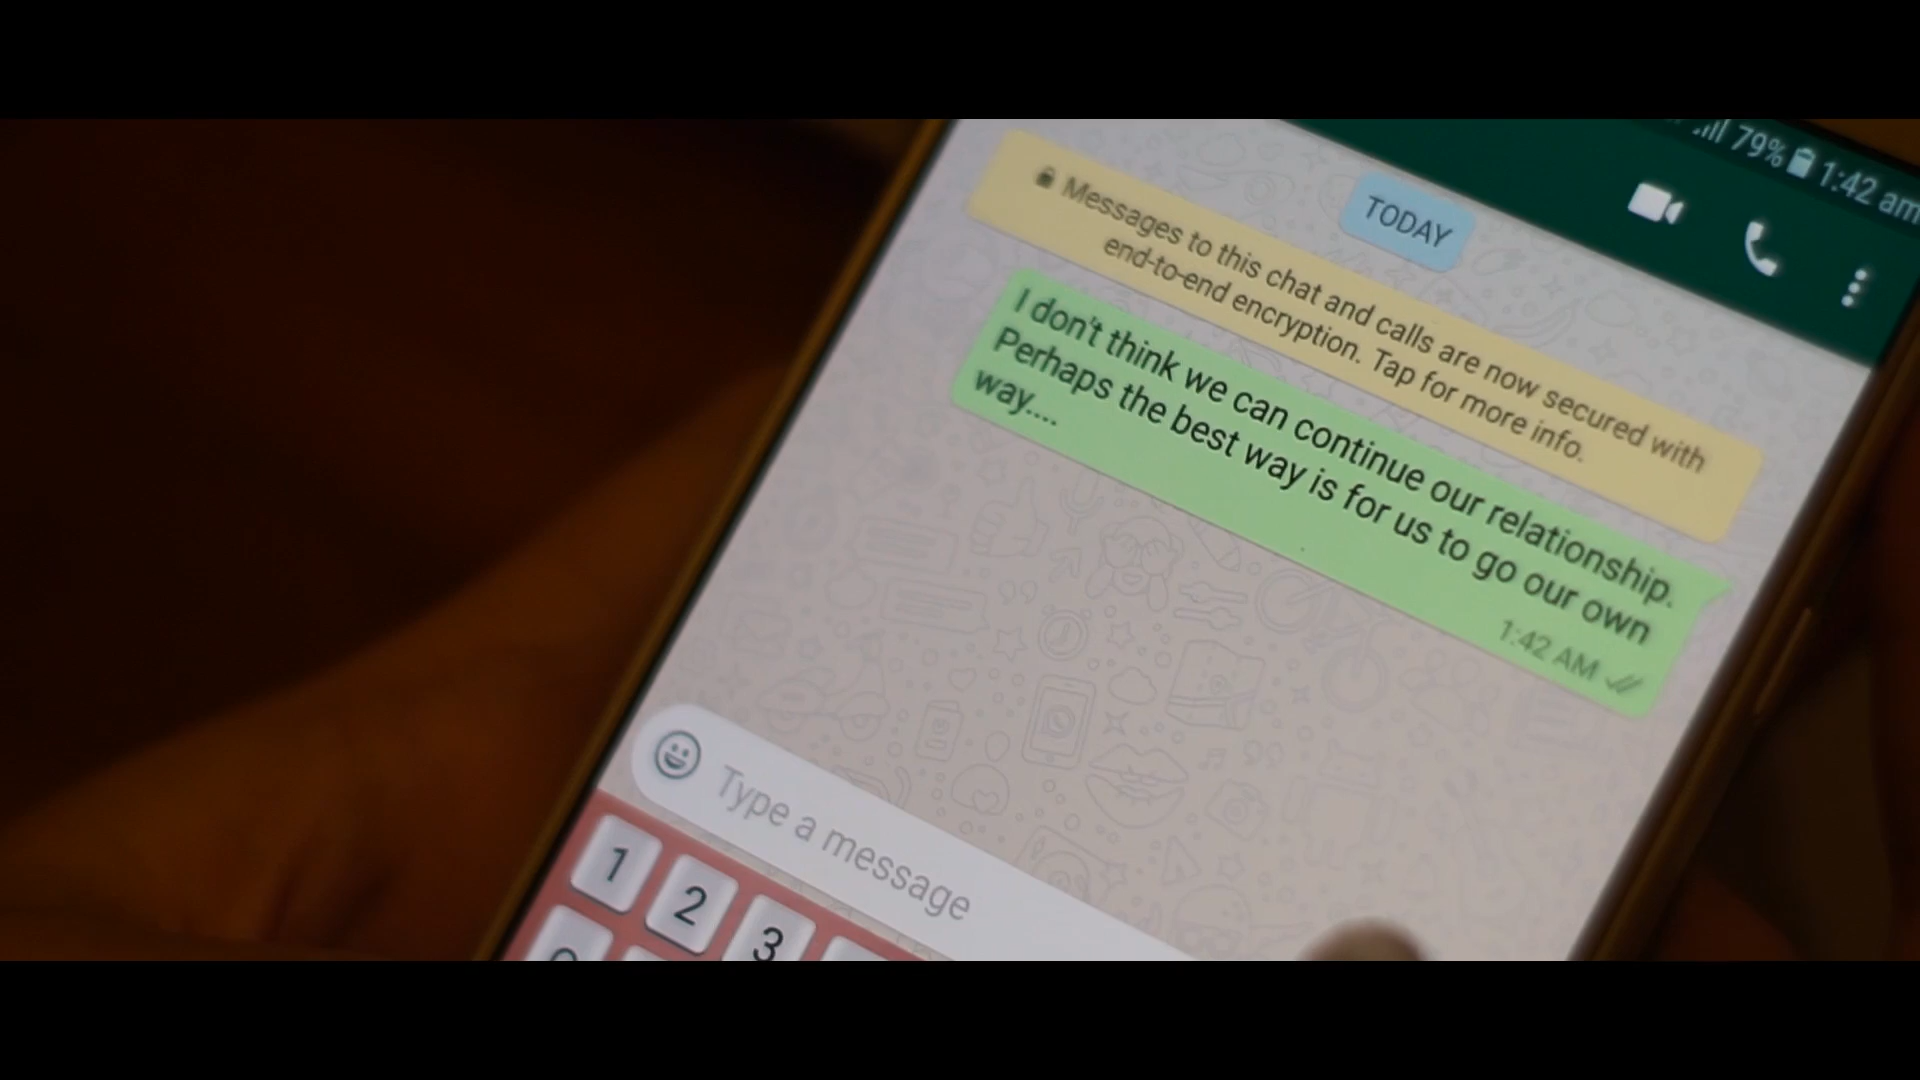 79% 1:42 am
TODAY
Messages to this chat and calls are now secured with
end-to-end encryption. Tap for more info.
I don't think we can continue our relationship.
Perhaps the best way is for us to go our own
way....
1:42 AM
Type a message
1 2 3